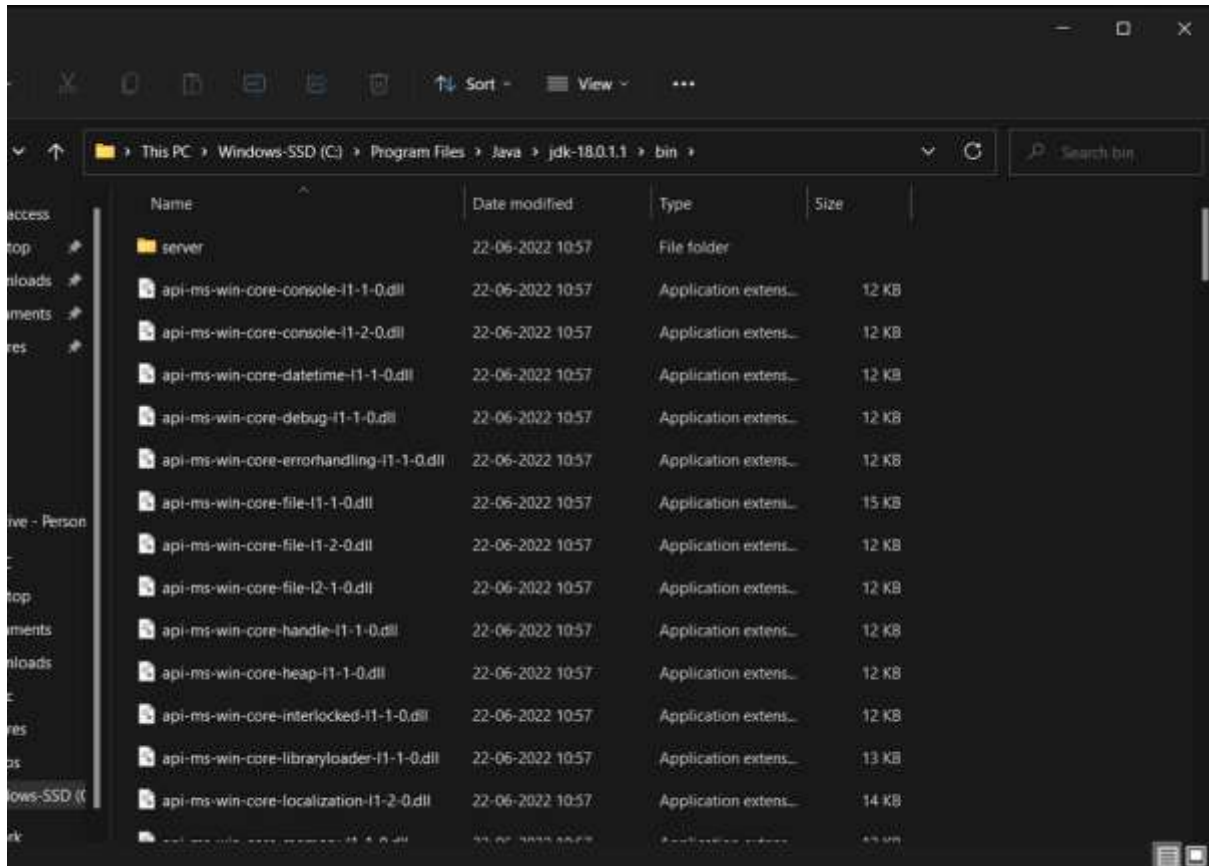 Sort
View
This PC > Windows-SSD (C:) > Program Files > Java > jdk-18.0.1.1 > bin >
Search bin
Name Date modified Type Size
access
server 22-06-2022 10:57 File folder
top
nloads
api-ms-win-core-console-l1-1-0.dll 22-06-2022 10:57 Application extens... 12 KB
uments
api-ms-win-core-console-l1-2-0.dll 22-06-2022 10:57 Application extens... 12 KB
res
api-ms-win-core-datetime-l1-1-0.dll 22-06-2022 10:57 Application extens... 12 KB
api-ms-win-core-debug-l1-1-0.dll 22-06-2022 10:57 Application extens... 12 KB
api-ms-win-core-errorhandling-l1-1-0.dll 22-06-2022 10:57 Application extens... 12 KB
api-ms-win-core-file-l1-1-0.dll 22-06-2022 10:57 Application extens... 15 KB
ive - Person
api-ms-win-core-file-l1-2-0.dll 22-06-2022 10:57 Application extens... 12 KB
api-ms-win-core-file-l2-1-0.dll 22-06-2022 10:57 Application extens... 12 KB
top
uments
api-ms-win-core-handle-l1-1-0.dll 22-06-2022 10:57 Application extens... 12 KB
nloads
api-ms-win-core-heap-l1-1-0.dll 22-06-2022 10:57 Application extens... 12 KB
res
api-ms-win-core-interlocked-l1-1-0.dll 22-06-2022 10:57 Application extens... 12 KB
os
api-ms-win-core-libraryloader-l1-1-0.dll 22-06-2022 10:57 Application extens... 13 KB
lows-SSD (C
api-ms-win-core-localization-l1-2-0.dll 22-06-2022 10:57 Application extens... 14 KB
rk